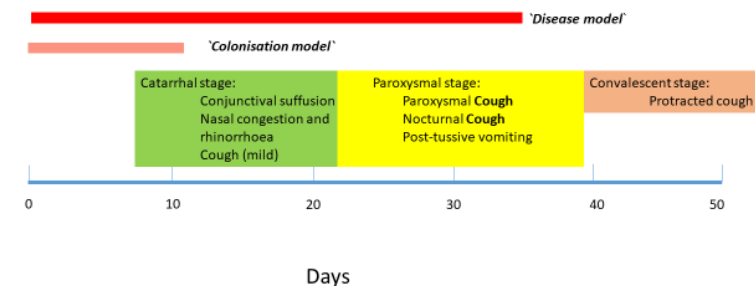 `Disease model`
`Colonisation model`
Catarrhal stage:
Conjunctival suffusion
Nasal congestion and
rhinorrhoea
Cough (mild)
Paroxysmal stage:
Paroxysmal Cough
Nocturnal Cough
Post-tussive vomiting
Convalescent stage:
Protracted cough
0 10 20 30 40 50
Days